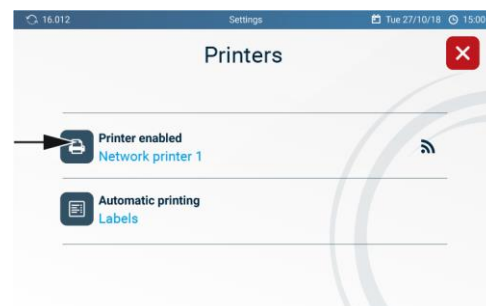 16.012 Settings Tue 27/10/18 15:00
Printers
Printer enabled
Network printer 1
Automatic printing
Labels